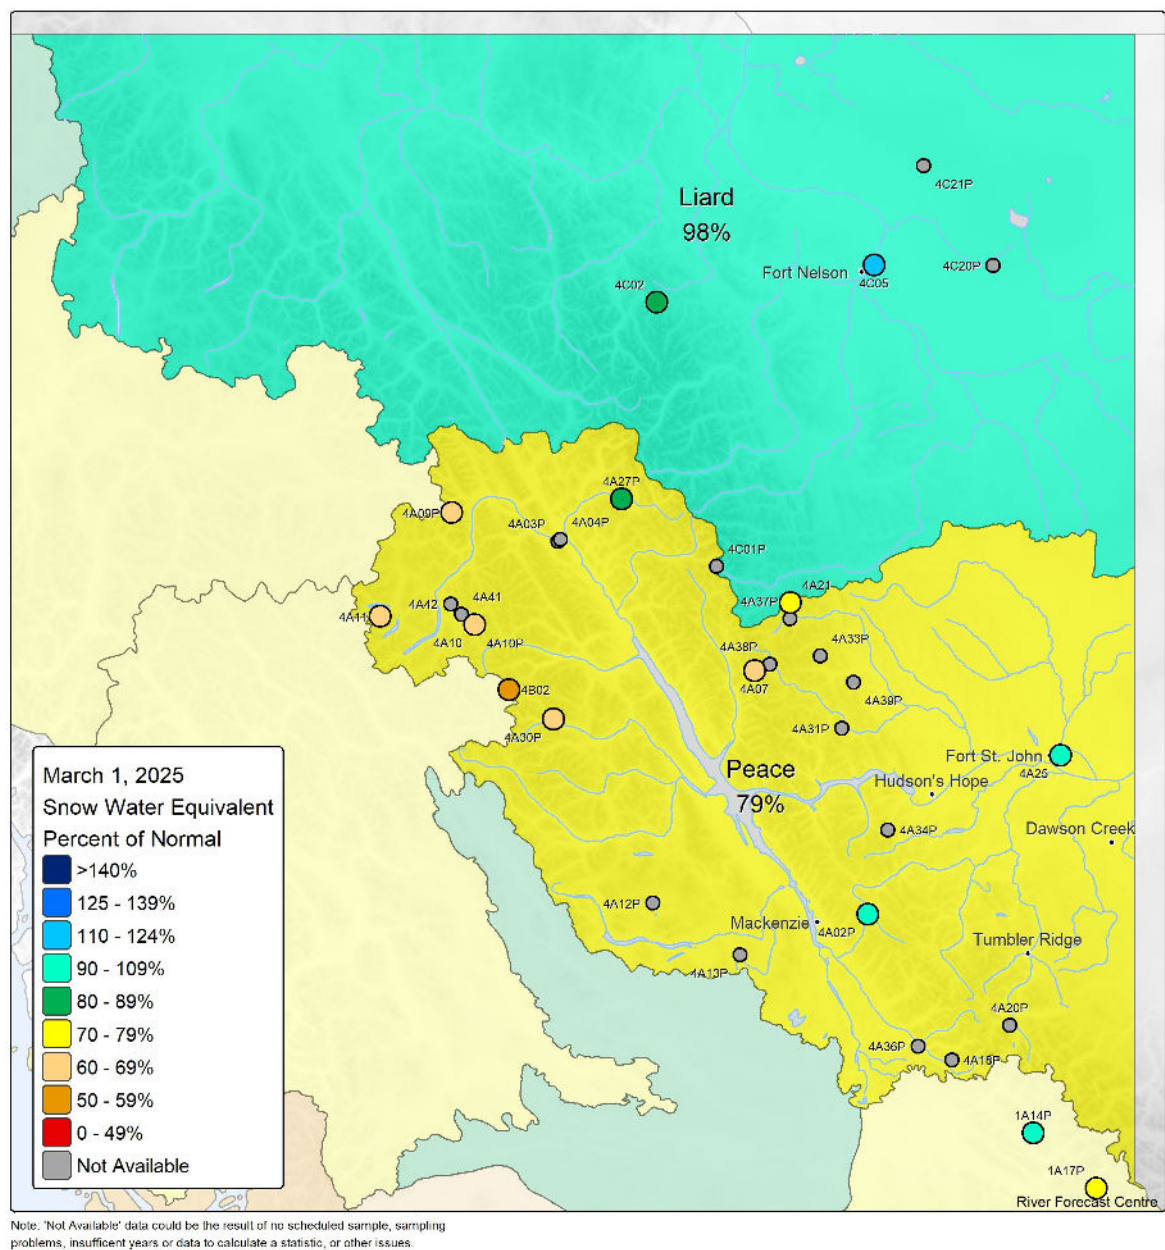 Liard
98%
4C21P
Fort Nelson
4C05
4C20P
4C02
4A27P
4A09P
4A03P
4A04P
4C01P
4A21
4A37P
4A42
4A41
4A11
4A10
4A10P
4A38P
4A33P
4A07
4A39P
4B02
4A30P
4A31P
Fort St. John
4A25
Peace
79%
Hudson's Hope
4A34P
Dawson Creek
4A12P
Mackenzie
4A02P
Tumbler Ridge
4A13P
4A20P
4A36P
4A18P
1A14P
1A17P
River Forecast Centre
March 1, 2025
Snow Water Equivalent
Percent of Normal
>140%
125 - 139%
110 - 124%
90 - 109%
80 - 89%
70 - 79%
60 - 69%
50 - 59%
0 - 49%
Not Available
Note: 'Not Available' data could be the result of no scheduled sample, sampling
problems, insufficent years or data to calculate a statistic, or other issues.